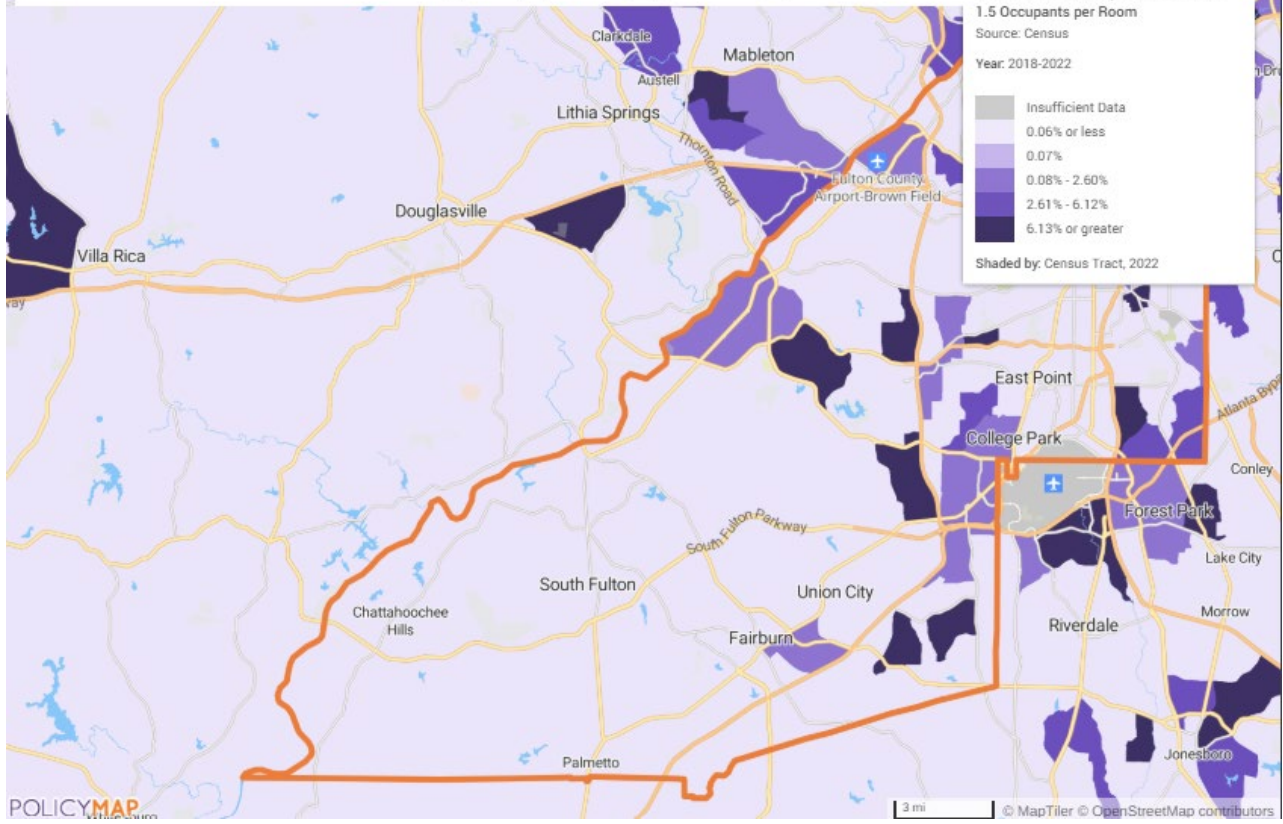 1.5 Occupants per Room
Source: Census
Year: 2018-2022
Insufficient Data
0.06% or less
0.07%
0.08% - 2.60%
2.61% - 6.12%
6.13% or greater
Shaded by: Census Tract, 2022
Clarkdale
Mableton
Austell
Lithia Springs
Thornton Road
Fulton County
Airport-Brown Field
Douglasville
Villa Rica
East Point
Atlanta Bypa
College Park
Conley
Forest Park
South Fulton Parkway
Lake City
South Fulton
Union City
Chattahoochee
Hills
Morrow
Riverdale
Fairburn
Jonesboro
Palmetto
POLICYMAP
3 mi
© MapTiler © OpenStreetMap contributors